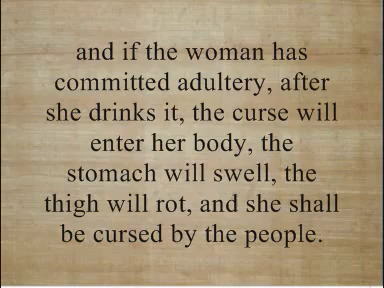 and if the woman has
committed adultery, after
she drinks it, the curse will
enter her body, the
stomach will swell, the
thigh will rot, and she shall
be cursed by the people.